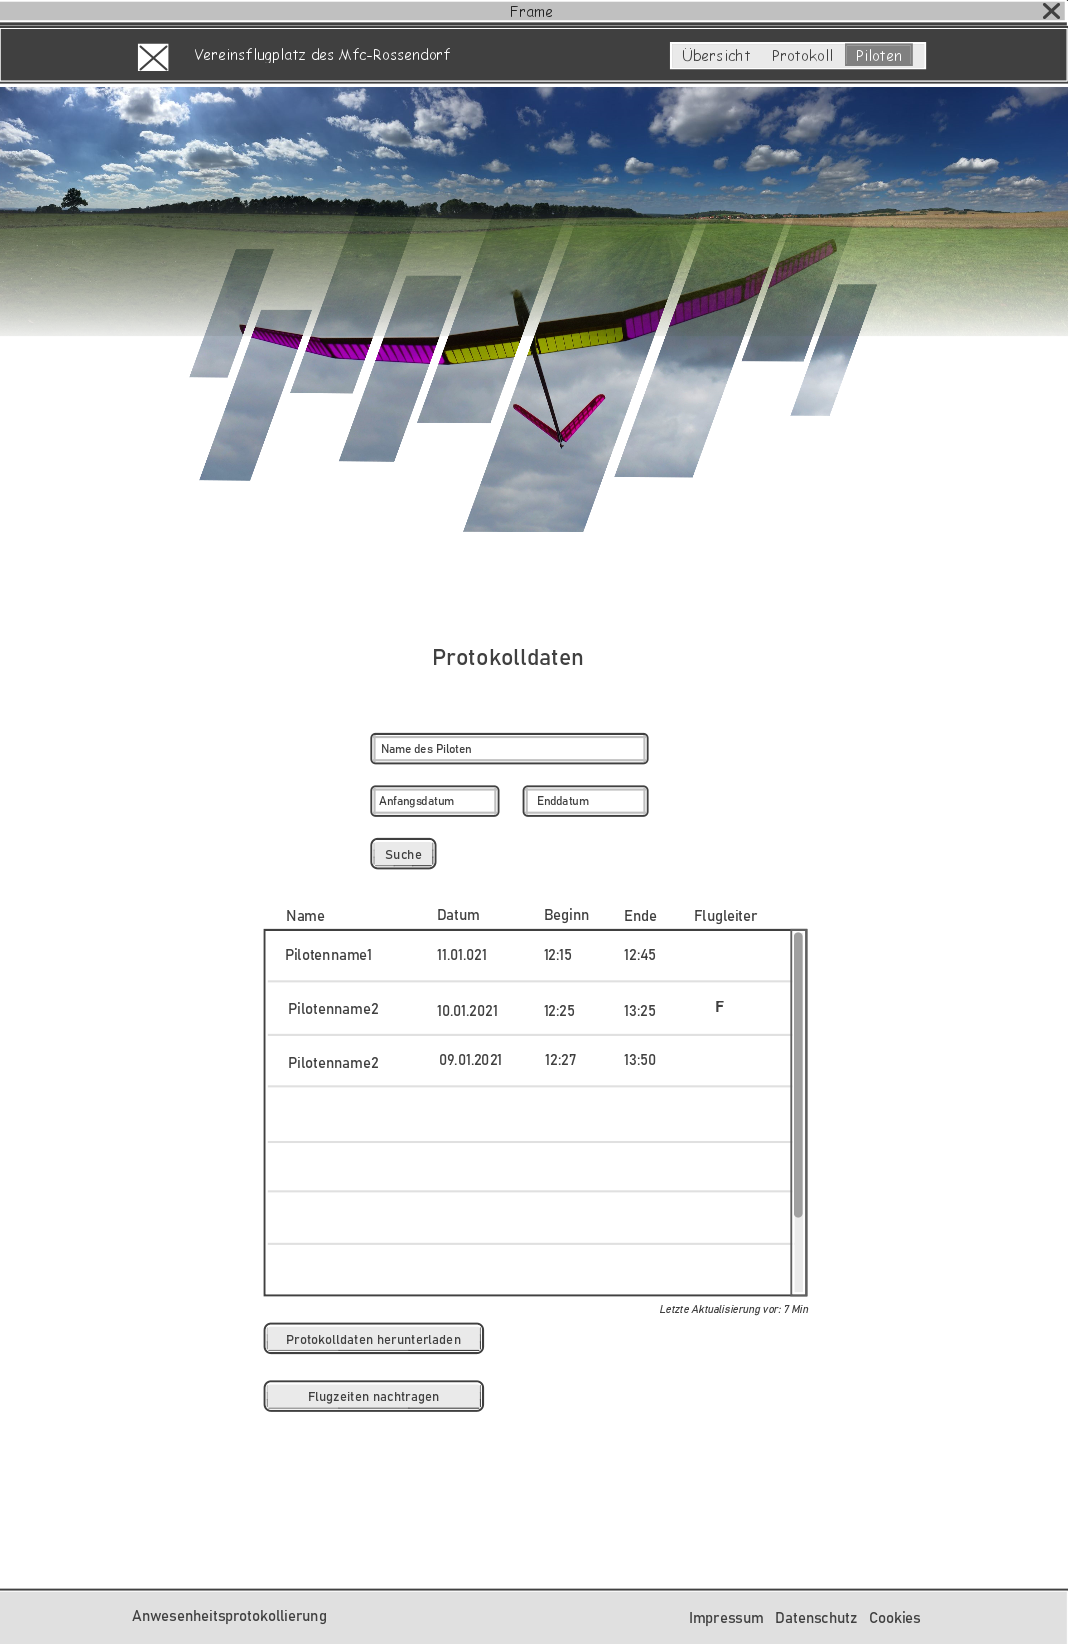 Frame
Vereinsflugplatz des Mfc-Rossendorf
Übersicht Protokoll Piloten
Protokolldaten
Name des Piloten
Anfangsdatum Enddatum
Suche
Name Datum Beginn Ende Flugleiter
Pilotenname1 11.01.021 12:15 12:45
Pilotenname2 10.01.2021 12:25 13:25 F
Pilotenname2 09.01.2021 12:27 13:50
Letzte Aktualisierung vor: 7 Min
Protokolldaten herunterladen
Flugzeiten nachtragen
Anwesenheitsprotokollierung
Impressum Datenschutz Cookies